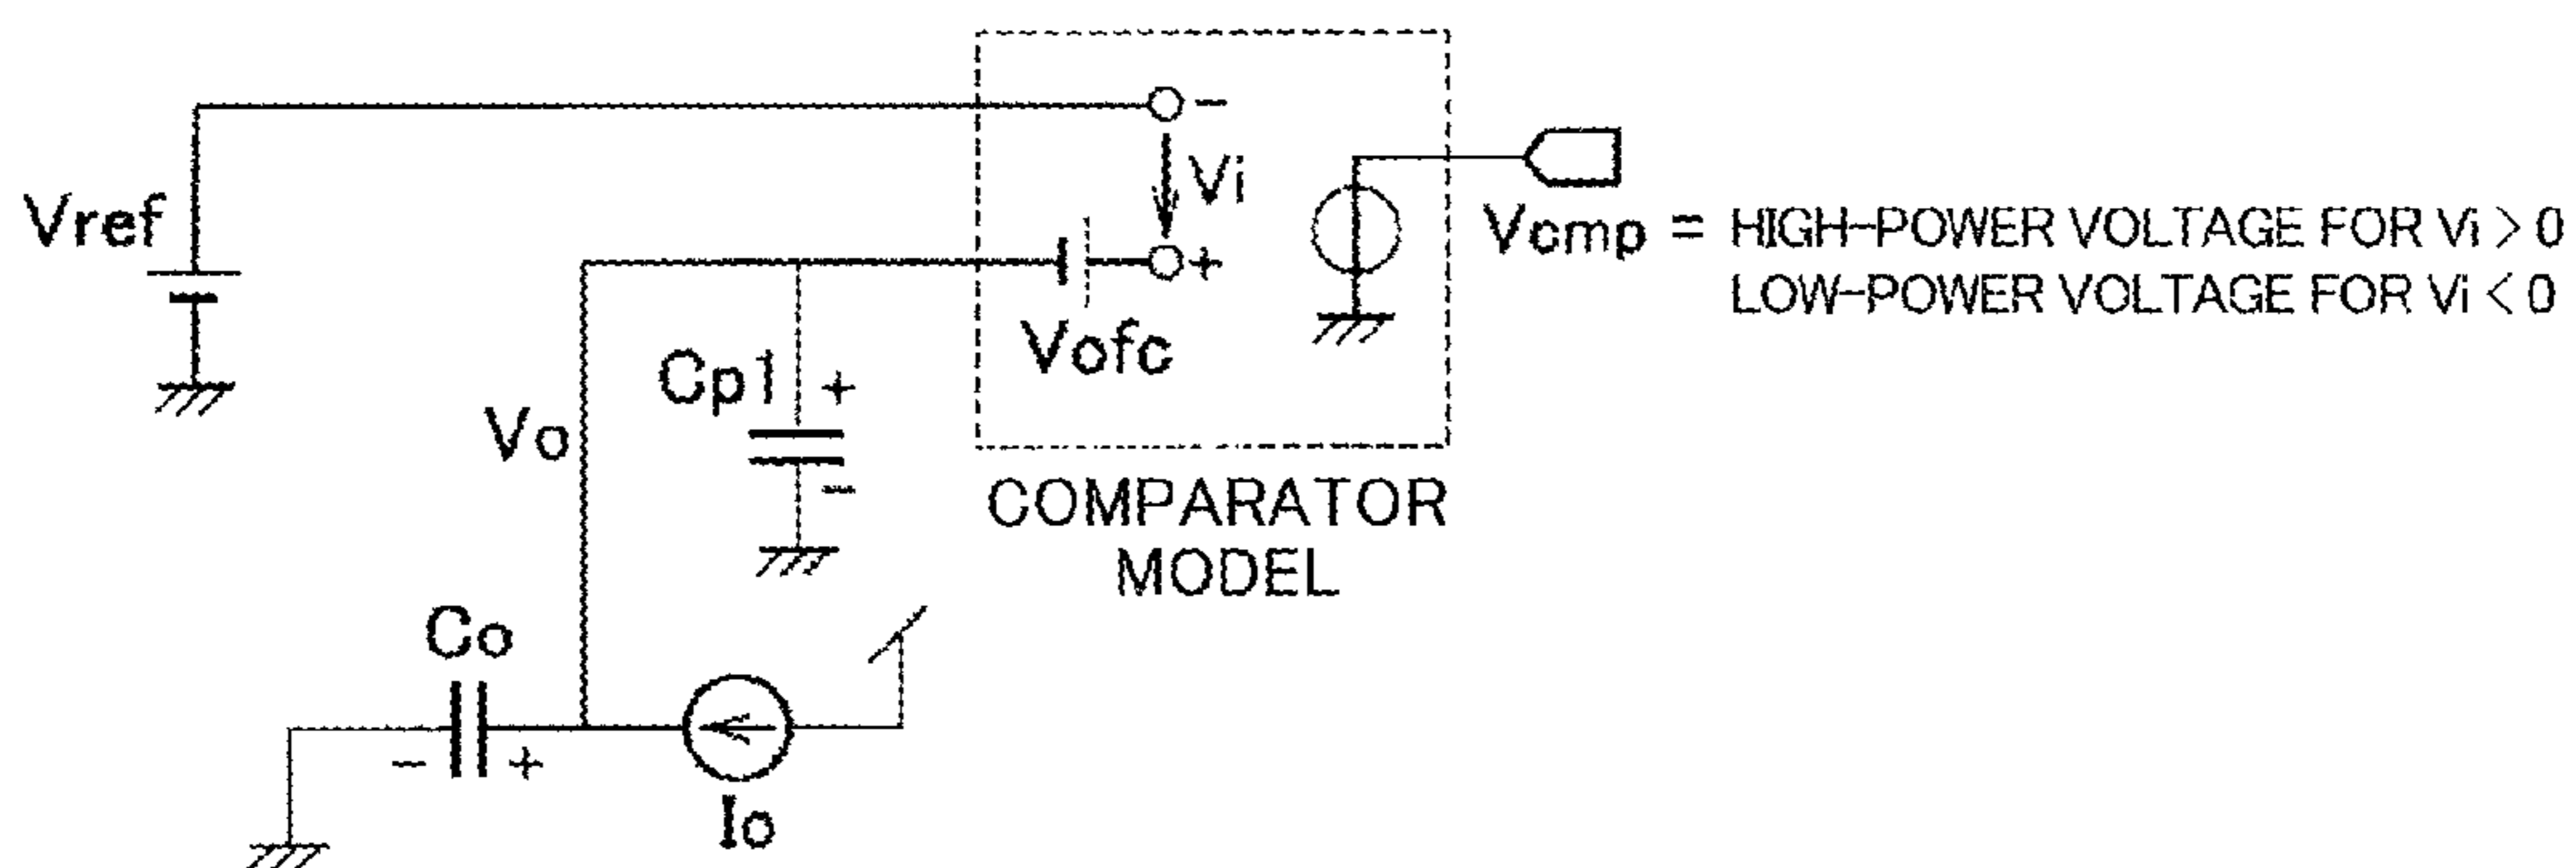 Vref
-
Vi
+
Vofc
Vcmp = HIGH-POWER VOLTAGE FOR Vi > 0
LOW-POWER VOLTAGE FOR Vi < 0
Cp1
+
-
Vo
COMPARATOR
MODEL
Co
- +
Io